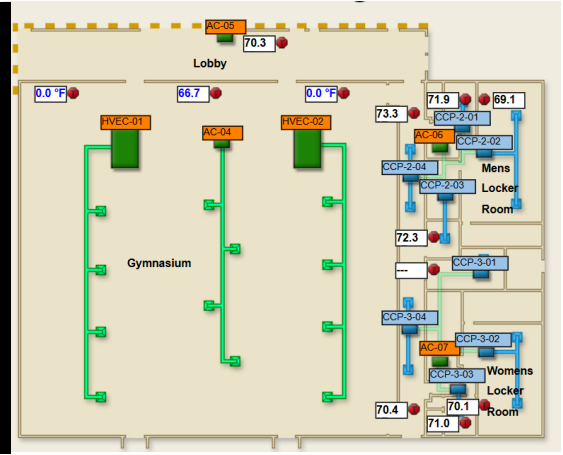 AC-05
70.3
Lobby
0.0 °F
66.7
0.0 °F
71.9
69.1
73.3
HVEC-01
AC-04
HVEC-02
CCP-2-01
AC-06
CCP-2-02
CCP-2-04
Mens
CCP-2-03
Locker
Room
72.3
Gymnasium
---
CCP-3-01
CCP-3-04
CCP-3-02
AC-07
Womens
CCP-3-03
Locker
70.4
70.1
Room
71.0